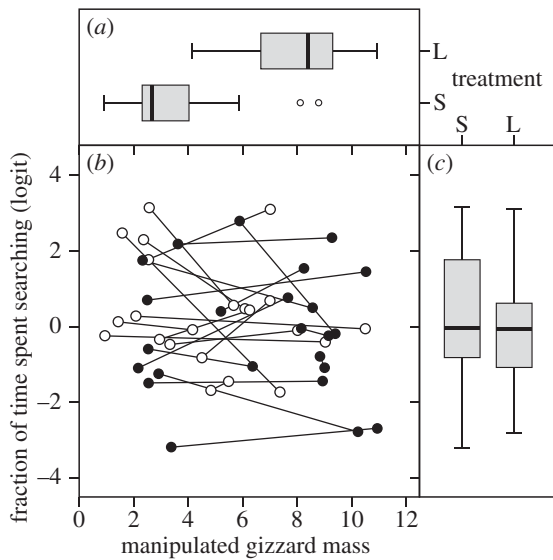 (a)
L
S
treatment
S L
(b)
(c)
4
2
0
−2
−4
fraction of time spent searching (logit)
0 2 4 6 8 10 12
manipulated gizzard mass